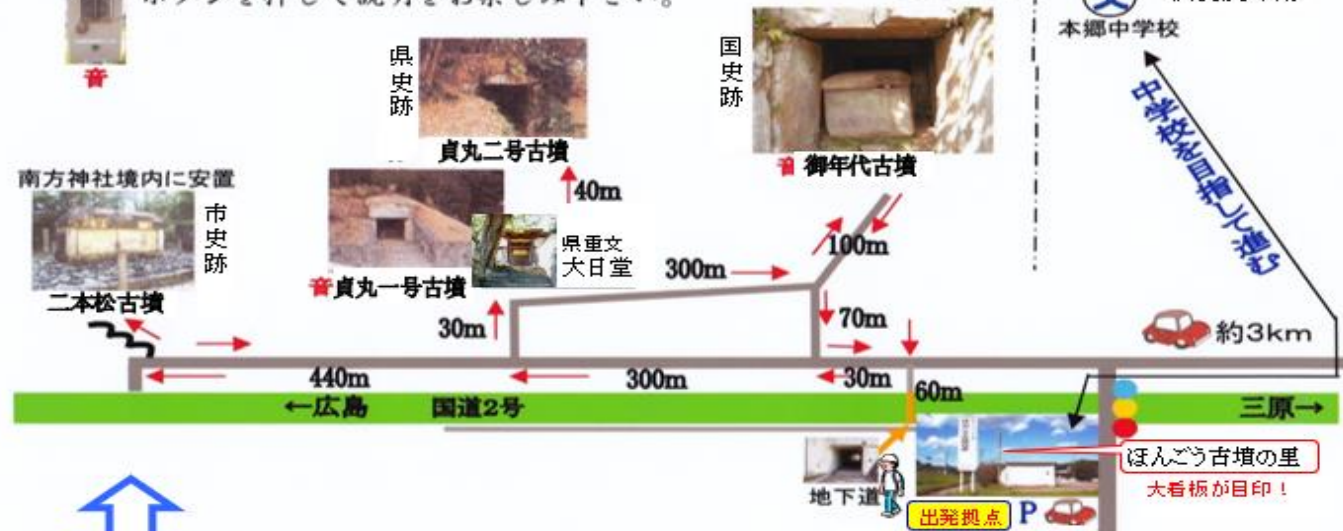 ボタンを押して説明をお楽しみ下さい。
音
本郷中学校
中学校を目指して進む
県史跡
貞丸二号古墳
40m
国史跡
音 御年代古墳
100m
南方神社境内に安置
市史跡
二本松古墳
音 貞丸一号古墳
県重文
大日堂
300m
30m
70m
約3km
440m
300m
30m
60m
←広島
国道2号
三原→
地下道
ほんごう古墳の里
大看板が目印！
出発拠点
P